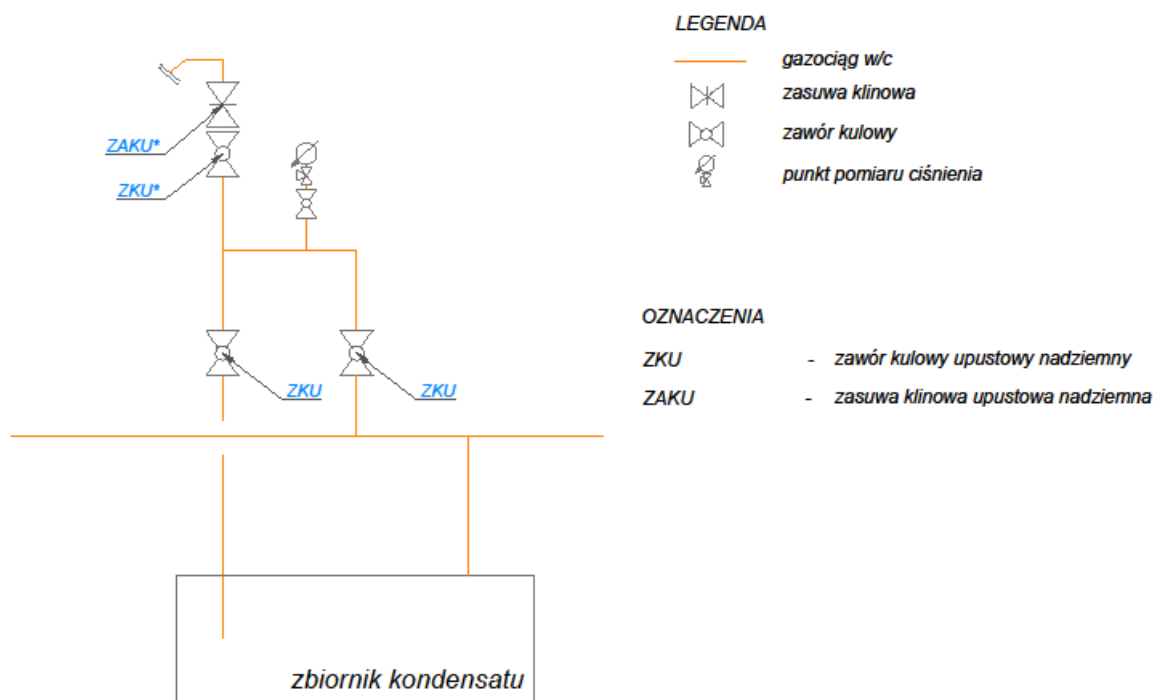 LEGENDA
gazociąg w/c
zasuwa klinowa
zawór kulowy
punkt pomiaru ciśnienia
ZAKU*
ZKU*
OZNACZENIA
ZKU - zawór kulowy upustowy nadziemny
ZAKU - zasuwa klinowa upustowa nadziemna
ZKU ZKU
zbiornik kondensatu